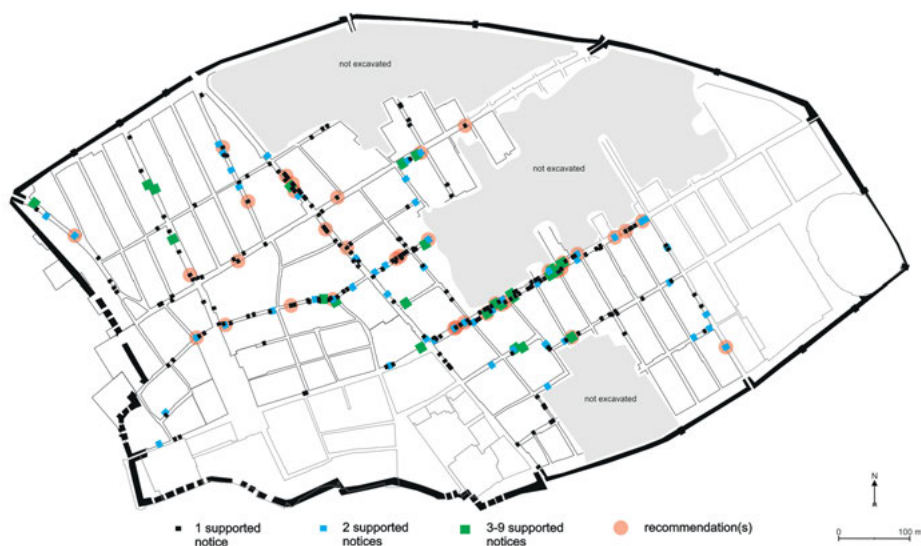 not excavated
not excavated
not excavated
N
1 supported
notice
2 supported
notices
3-9 supported
notices
recommendation(s)
0 100 m